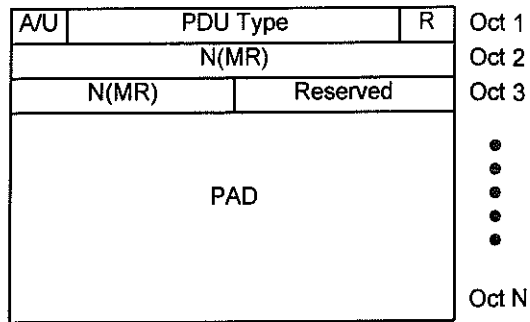 A/U PDU Type R Oct 1
N(MR) Oct 2
N(MR) Reserved Oct 3
PAD
Oct N